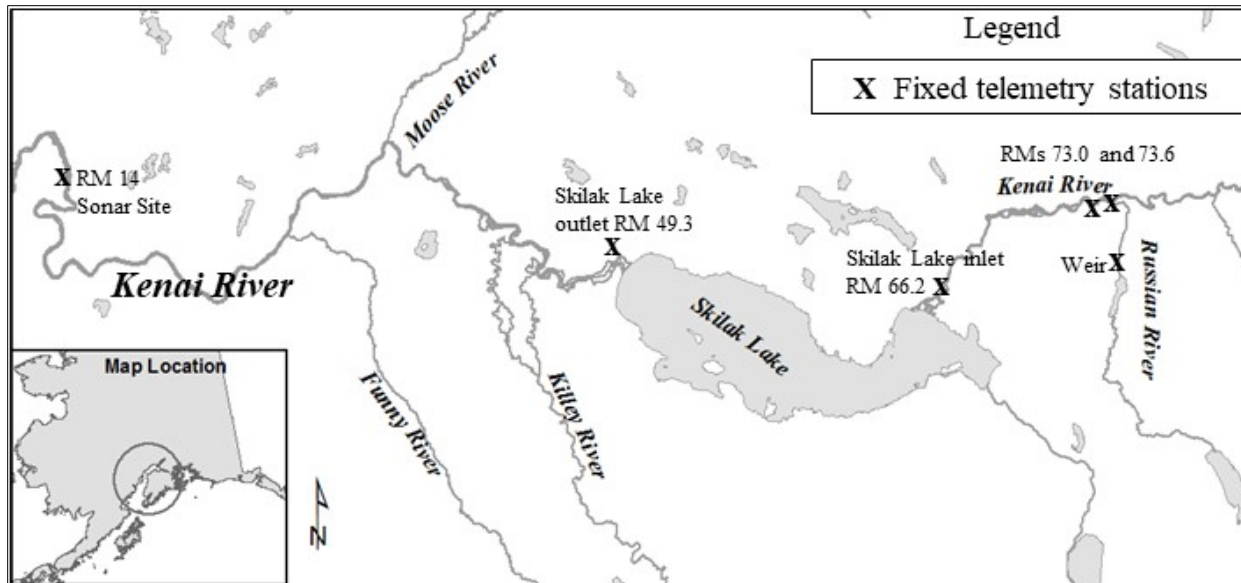 Legend
X Fixed telemetry stations
Moose River
RMs 73.0 and 73.6
Kenai River
X X
X RM 14
Sonar Site
Skilak Lake
outlet RM 49.3
X
Skilak Lake inlet
RM 66.2 X
Weir X
Russian River
Kenai River
Skilak Lake
Funny River
Killey River
Map Location
N